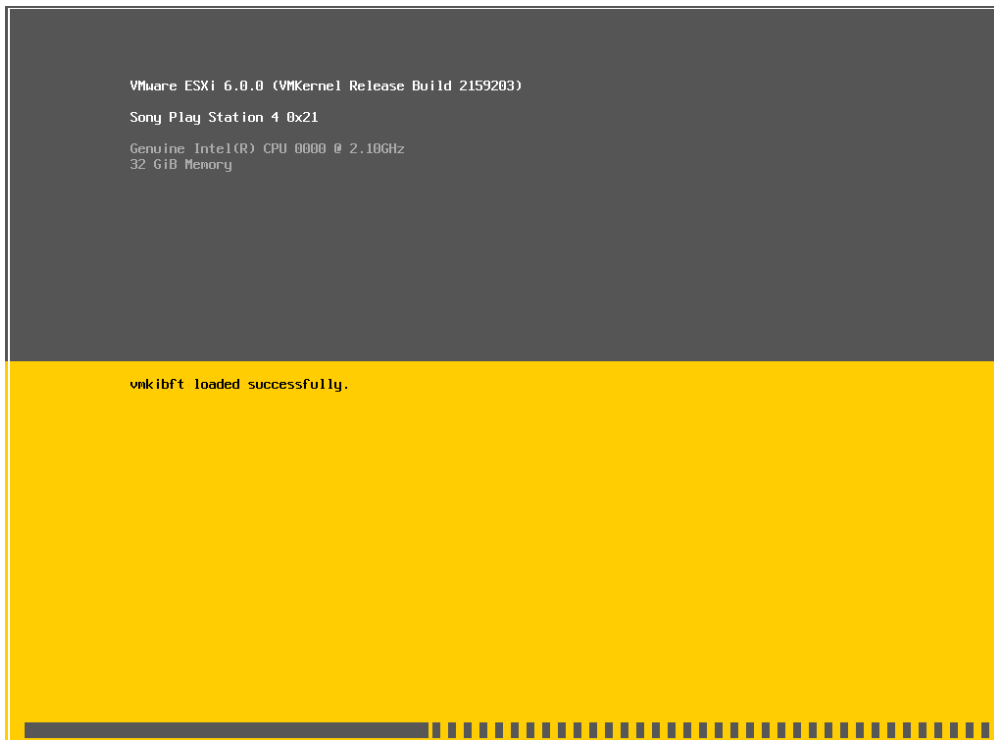 VMware ESXi 6.0.0 (VMKernel Release Build 2159203)
Sony Play Station 4 0x21
Genuine Intel(R) CPU 0000 @ 2.10GHz
32 GiB Memory
vmkibft loaded successfully.